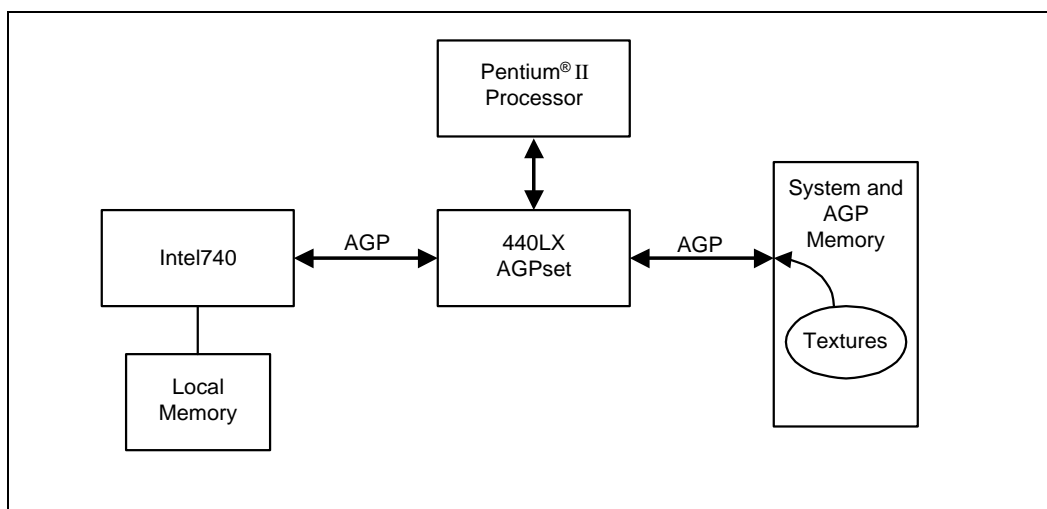 Pentium® II
Processor
System and
AGP
Memory
Intel740
AGP
440LX
AGPset
AGP
Textures
Local
Memory